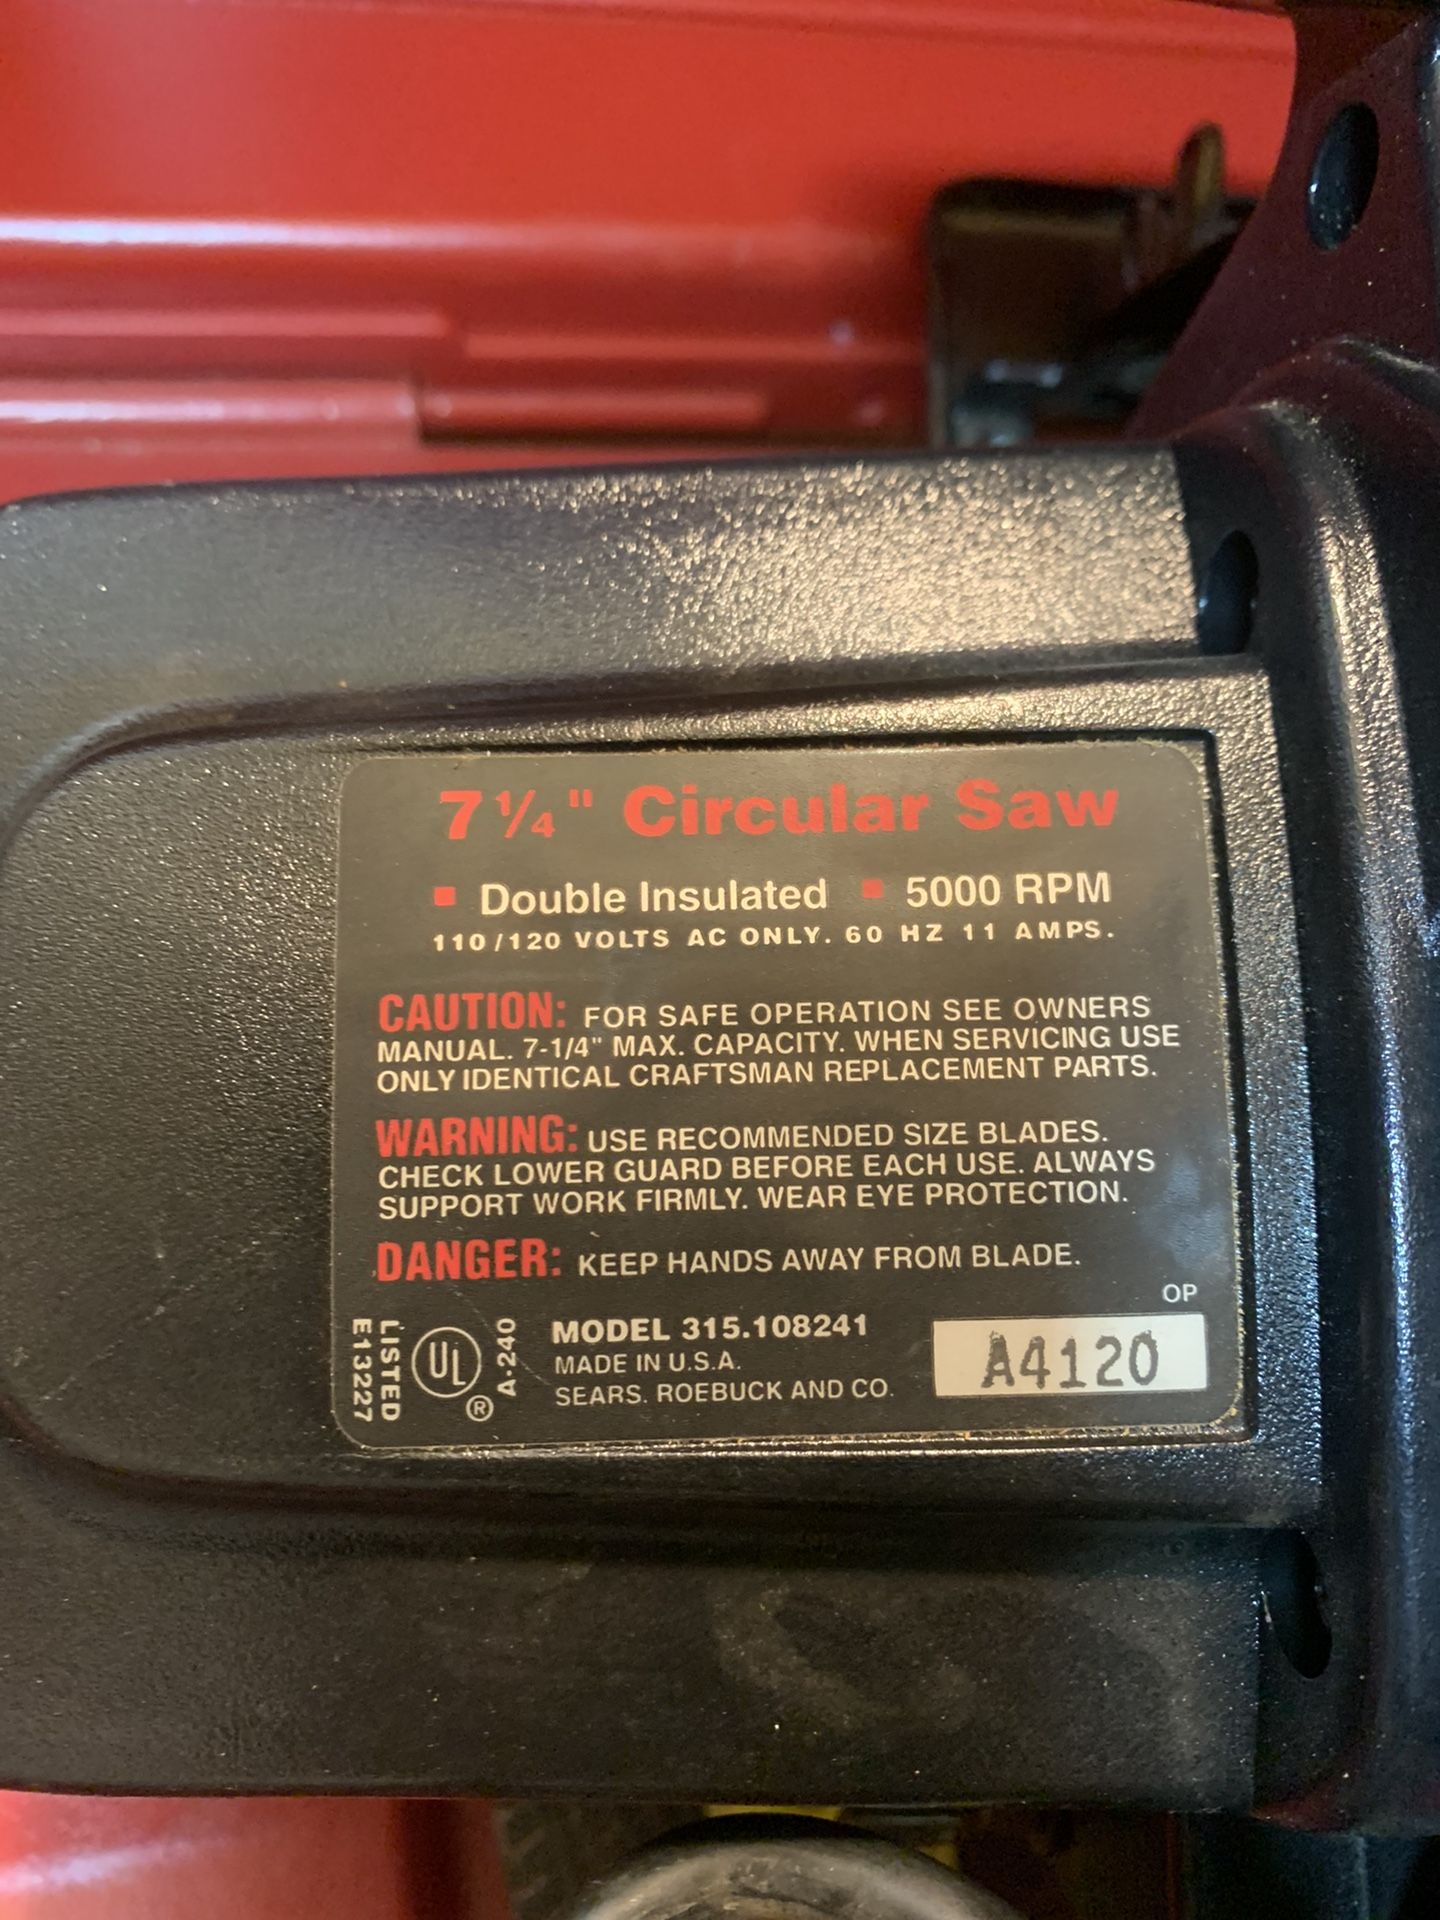 7 1/4" Circular Saw
▪ Double Insulated ▪ 5000 RPM
110/120 VOLTS AC ONLY. 60 HZ 11 AMPS.
CAUTION: FOR SAFE OPERATION SEE OWNERS
MANUAL. 7-1/4" MAX. CAPACITY. WHEN SERVICING USE
ONLY IDENTICAL CRAFTSMAN REPLACEMENT PARTS.
WARNING: USE RECOMMENDED SIZE BLADES.
CHECK LOWER GUARD BEFORE EACH USE. ALWAYS
SUPPORT WORK FIRMLY. WEAR EYE PROTECTION.
DANGER: KEEP HANDS AWAY FROM BLADE.
LISTED
E13227
UL ®
A-240
MODEL 315.108241
MADE IN U.S.A.
SEARS. ROEBUCK AND CO.
OP
A4120